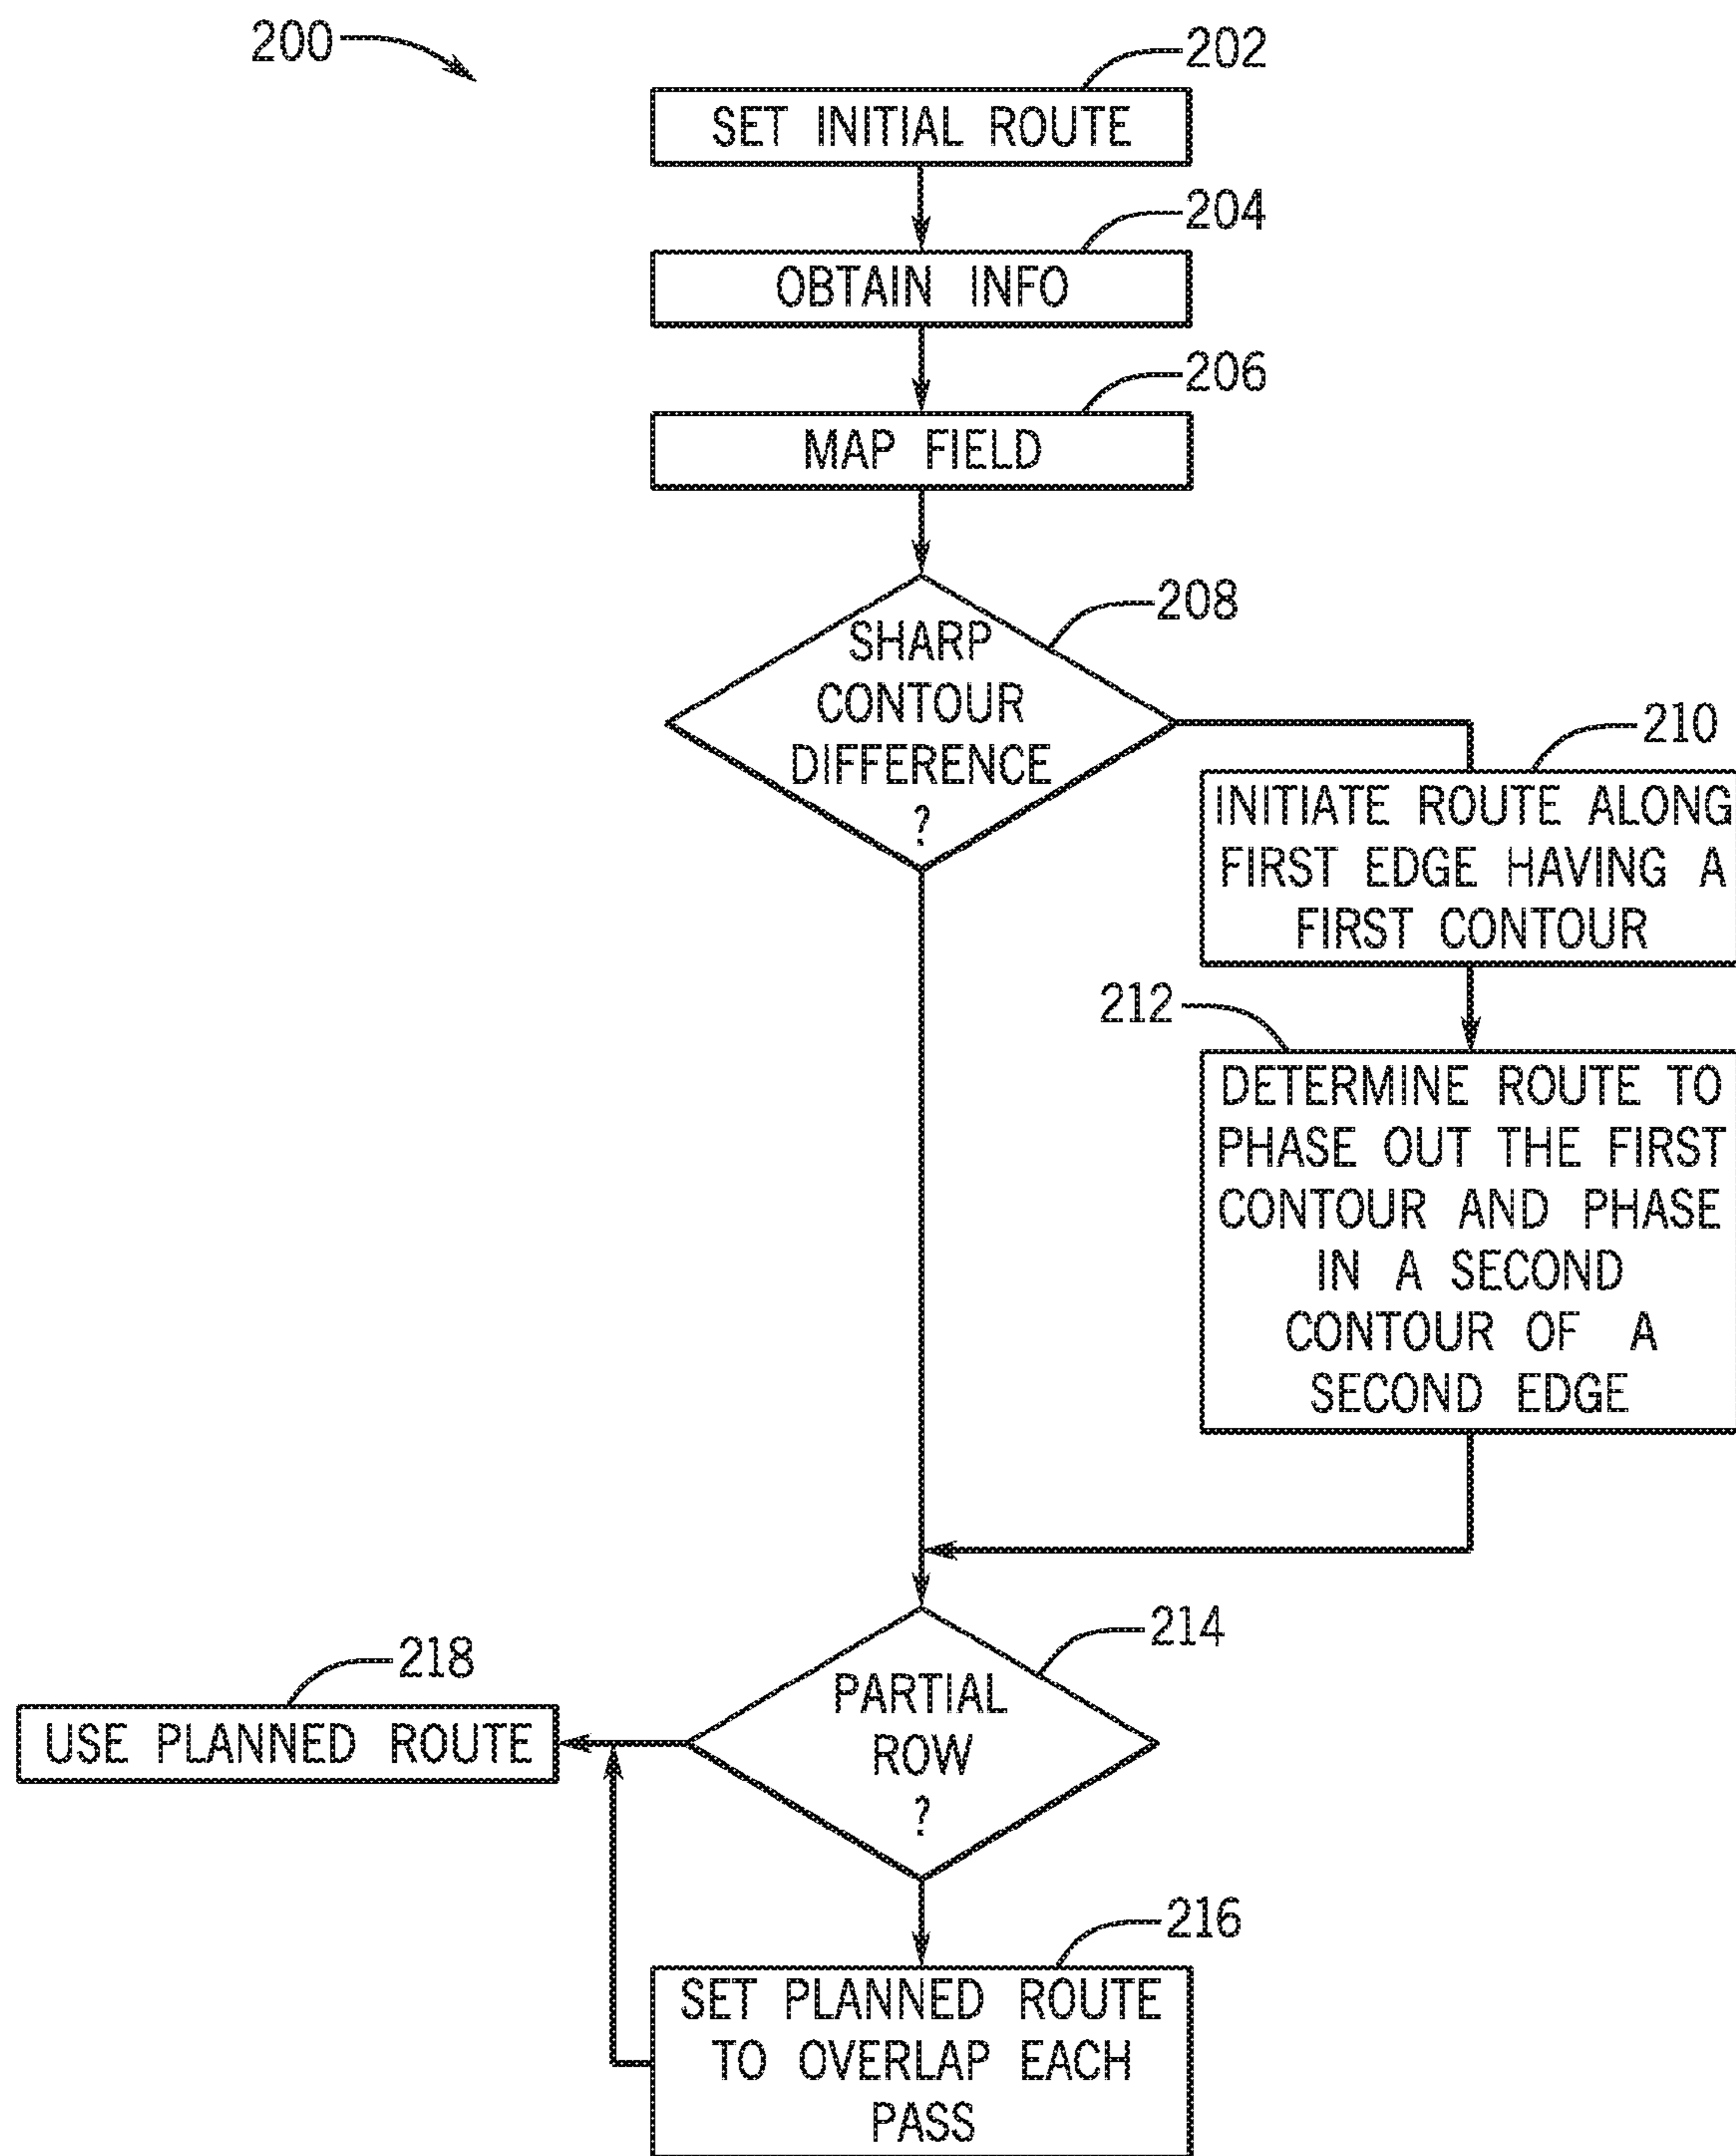 200
202
SET INITIAL ROUTE
204
OBTAIN INFO
206
MAP FIELD
208
SHARP
CONTOUR
DIFFERENCE
?
210
INITIATE ROUTE ALONG
FIRST EDGE HAVING A
FIRST CONTOUR
212
DETERMINE ROUTE TO
PHASE OUT THE FIRST
CONTOUR AND PHASE
IN A SECOND
CONTOUR OF A
SECOND EDGE
214
PARTIAL
ROW
?
218
USE PLANNED ROUTE
216
SET PLANNED ROUTE
TO OVERLAP EACH
PASS